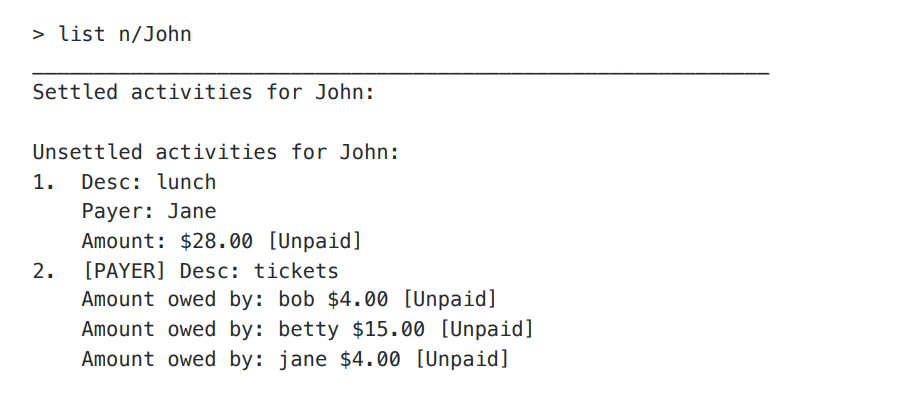 > list n/John
____________________________________________________________
Settled activities for John:
Unsettled activities for John:
1. Desc: lunch
Payer: Jane
Amount: $28.00 [Unpaid]
2. [PAYER] Desc: tickets
Amount owed by: bob $4.00 [Unpaid]
Amount owed by: betty $15.00 [Unpaid]
Amount owed by: jane $4.00 [Unpaid]